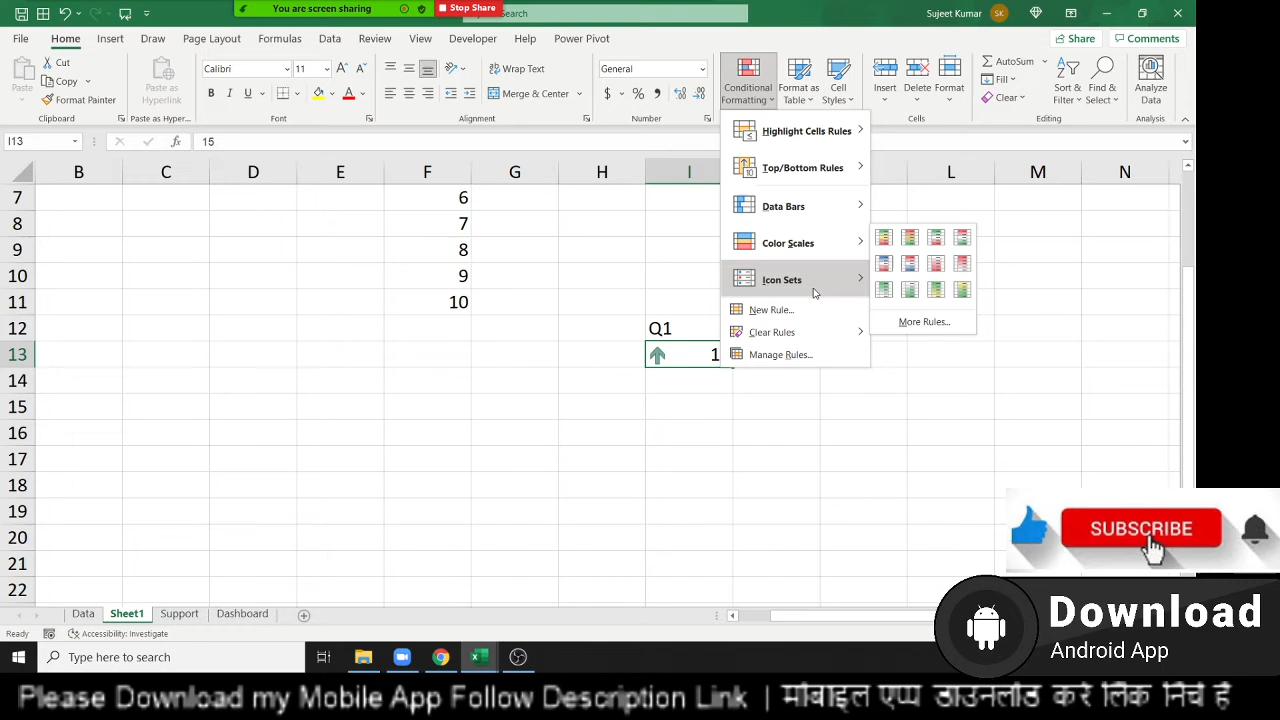 You are screen sharing
Stop Share
Search
Sujeet Kumar
SK
File Home Insert Draw Page Layout Formulas Data Review View Developer Help Power Pivot
Share Comments
Paste
Cut
Copy
Format Painter
Clipboard
Paste as Hyperlink
Paste as Hyper...
Calibri 11
B I U
Font
Wrap Text
Merge & Center
Alignment
General
$ % ,
Number
Conditional Formatting
Format as Table
Cell Styles
Insert
Delete
Format
Cells
AutoSum
Fill
Clear
Sort & Filter
Find & Select
Editing
Analyze Data
Analysis
I13 fx 15
B C D E F G H I L M N
7 6
8 7
9 8
10 9
11 10
12 Q1
13 1
14
15
16
17
18
19
20
21
22
Highlight Cells Rules
Top/Bottom Rules
Data Bars
Color Scales
Icon Sets
New Rule...
Clear Rules
Manage Rules...
More Rules...
SUBSCRIBE
Download
Android App
Data Sheet1 Support Dashboard
Ready Accessibility: Investigate
Type here to search
Please Download my Mobile App Follow Description Link | मोबाइल एप्प डाउनलोड करे लिंक निचे है